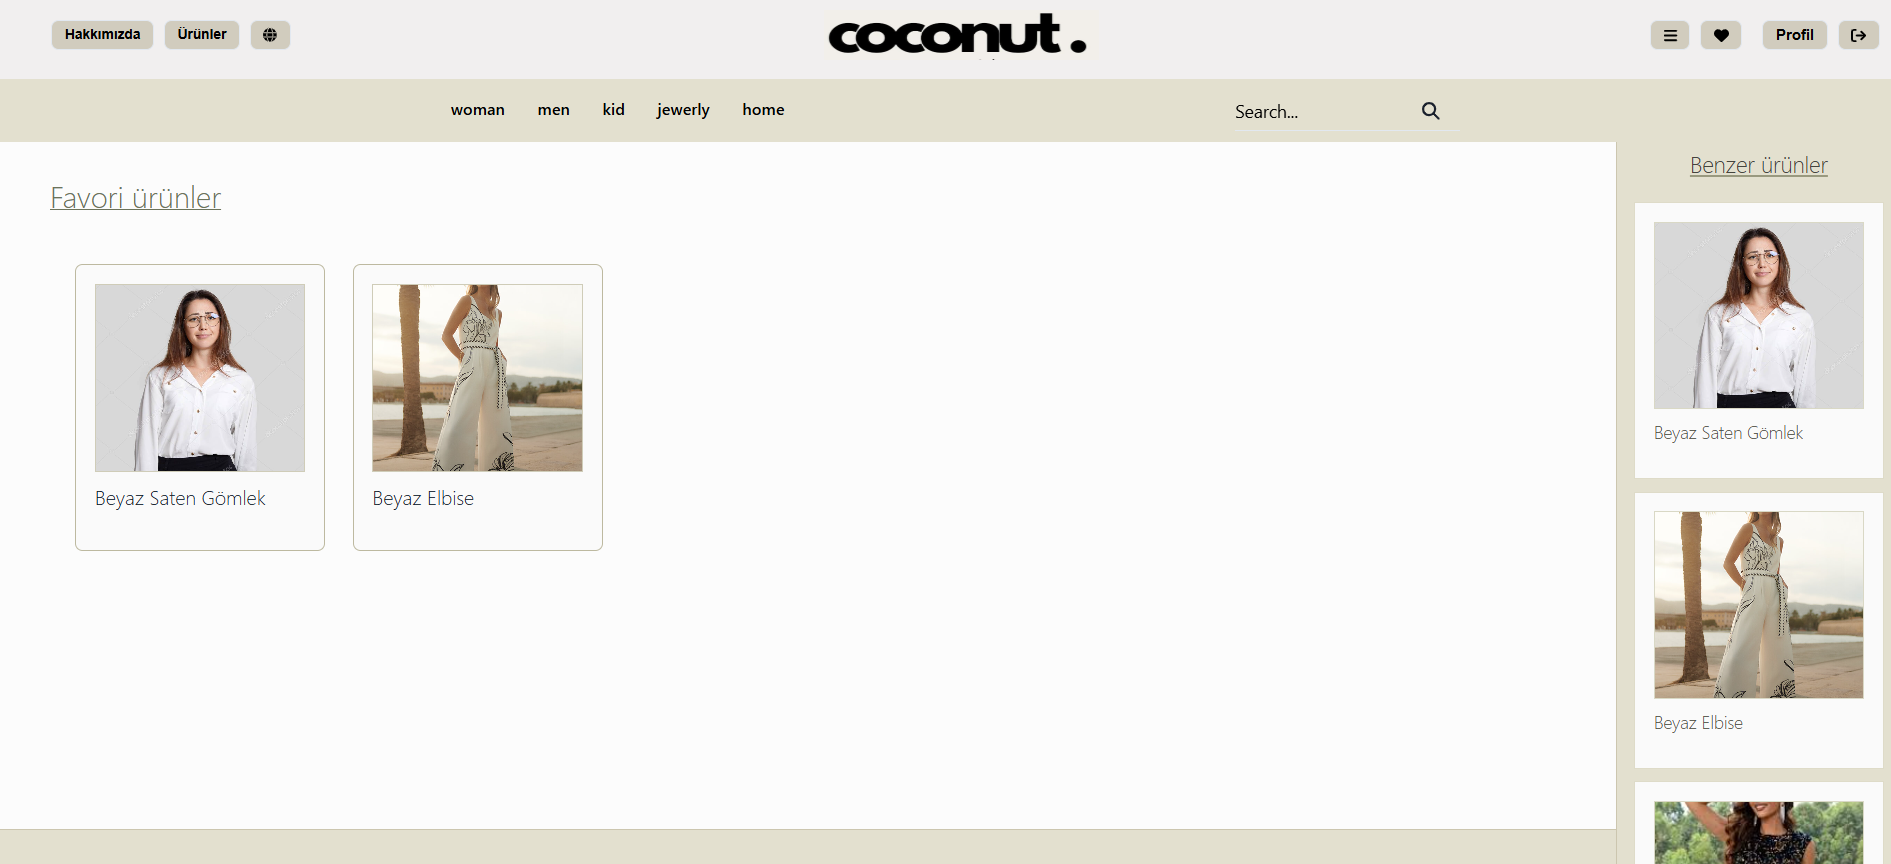 Hakkımızda Ürünler
coconut.
Profil
woman men kid jewerly home
Search...
Favori ürünler
Beyaz Saten Gömlek
Beyaz Elbise
Benzer ürünler
Beyaz Saten Gömlek
Beyaz Elbise